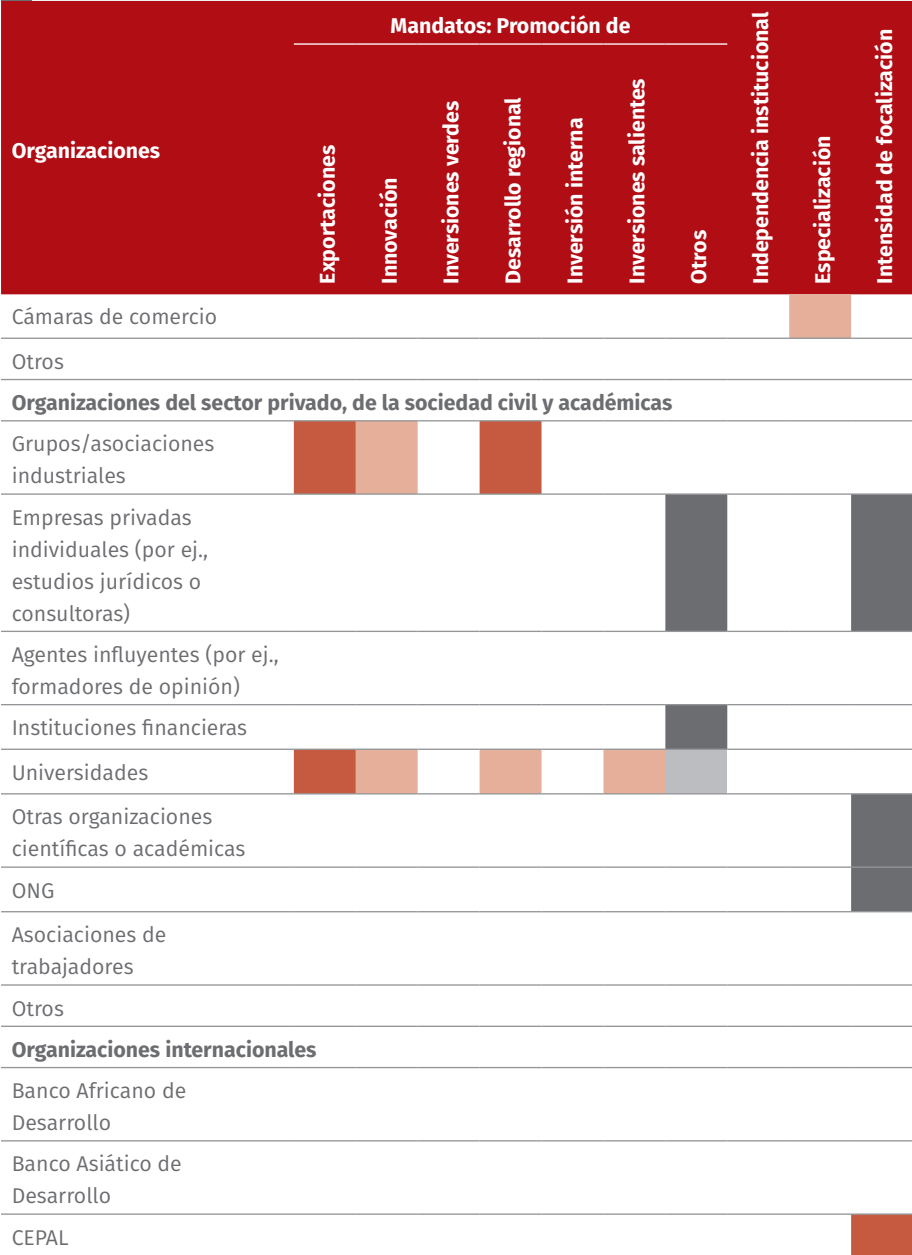 Mandatos: Promoción de
Organizaciones
Exportaciones
Innovación
Inversiones verdes
Desarrollo regional
Inversión interna
Inversiones salientes
Otros
Independencia institucional
Especialización
Intensidad de focalización
Cámaras de comercio
Otros
Organizaciones del sector privado, de la sociedad civil y académicas
Grupos/asociaciones
industriales
Empresas privadas
individuales (por ej.,
estudios jurídicos o
consultoras)
Agentes influyentes (por ej.,
formadores de opinión)
Instituciones financieras
Universidades
Otras organizaciones
científicas o académicas
ONG
Asociaciones de
trabajadores
Otros
Organizaciones internacionales
Banco Africano de
Desarrollo
Banco Asiático de
Desarrollo
CEPAL